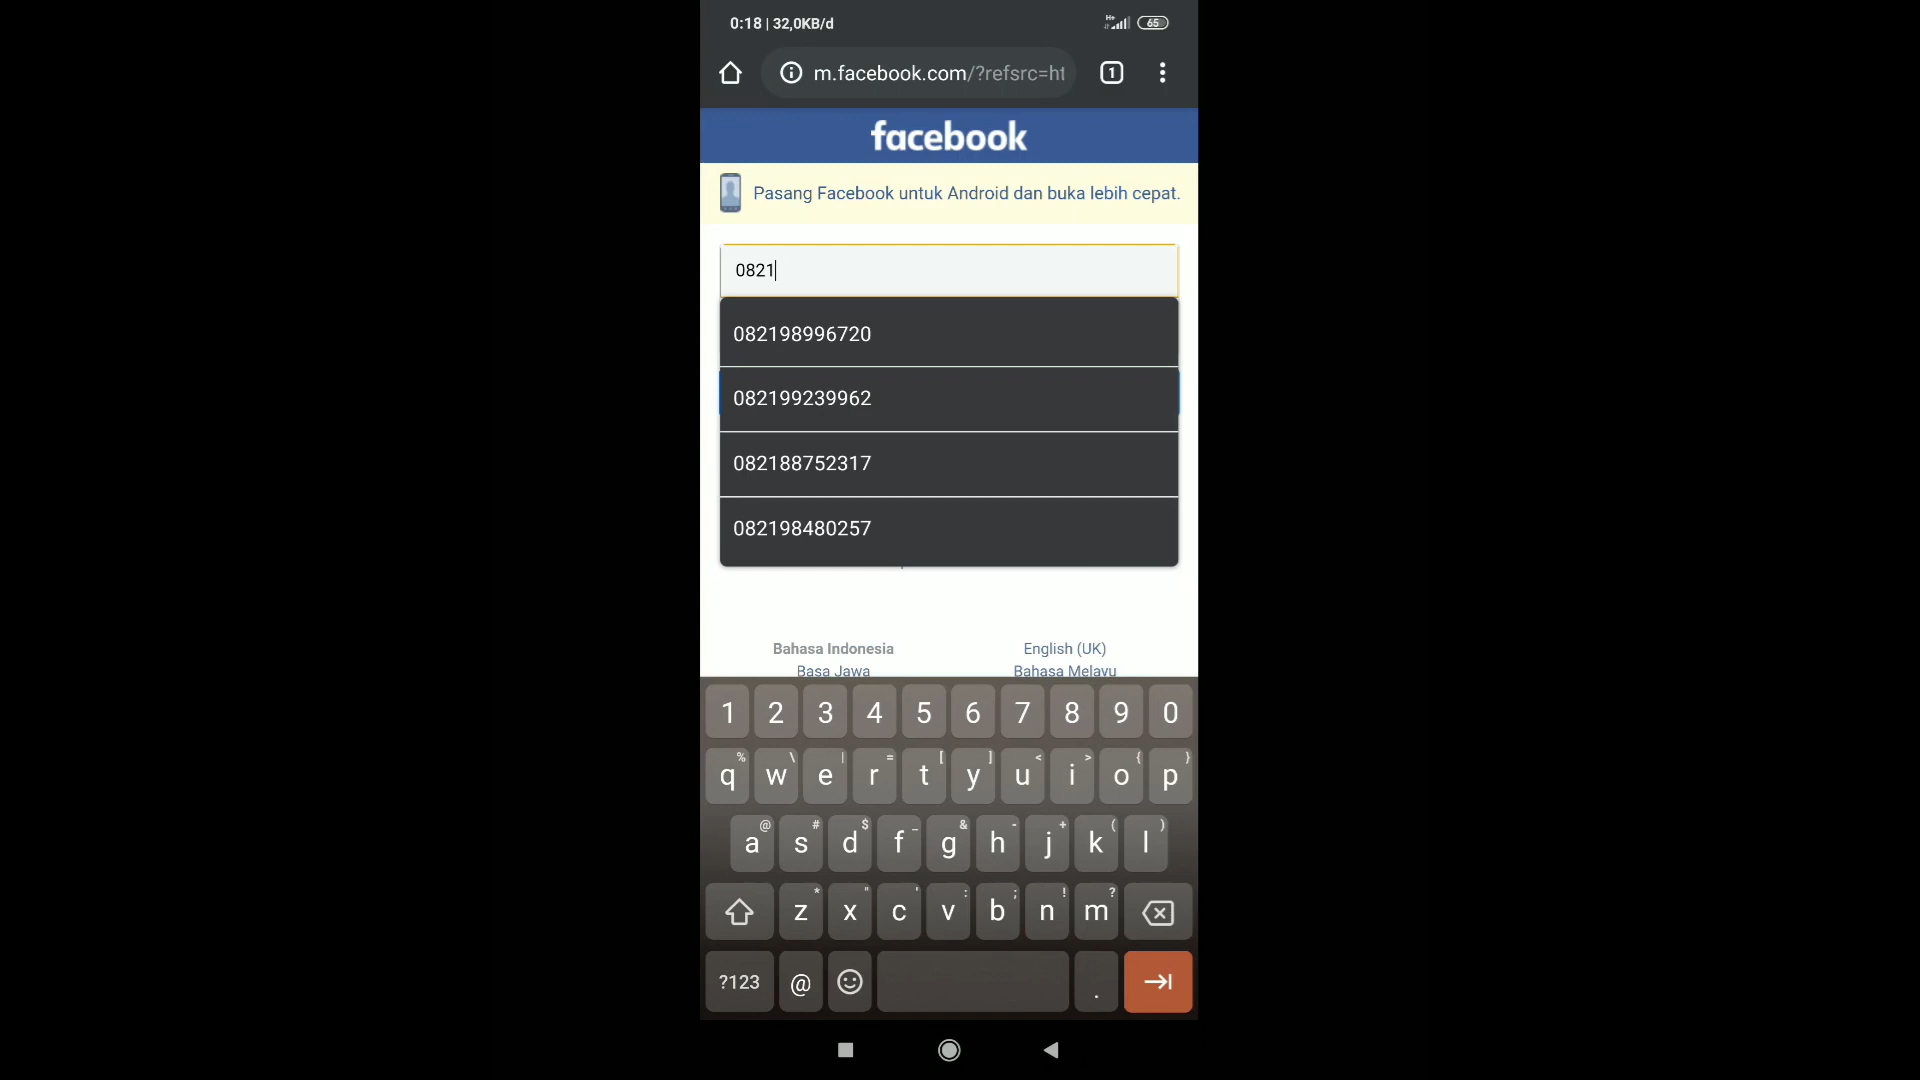 0:18 | 32,0KB/d
H+
65
m.facebook.com/?refsrc=ht
1
facebook
Pasang Facebook untuk Android dan buka lebih cepat.
0821
082198996720
082199239962
082188752317
082198480257
Bahasa Indonesia English (UK)
Basa Jawa Bahasa Melayu
1 2 3 4 5 6 7 8 9 0
% \ | = [ ] < > { }
q w e r t y u i o p
@ # $ _ & - + ( )
a s d f g h j k l
* " ' : ; ! ?
z x c v b n m
?123 @ .